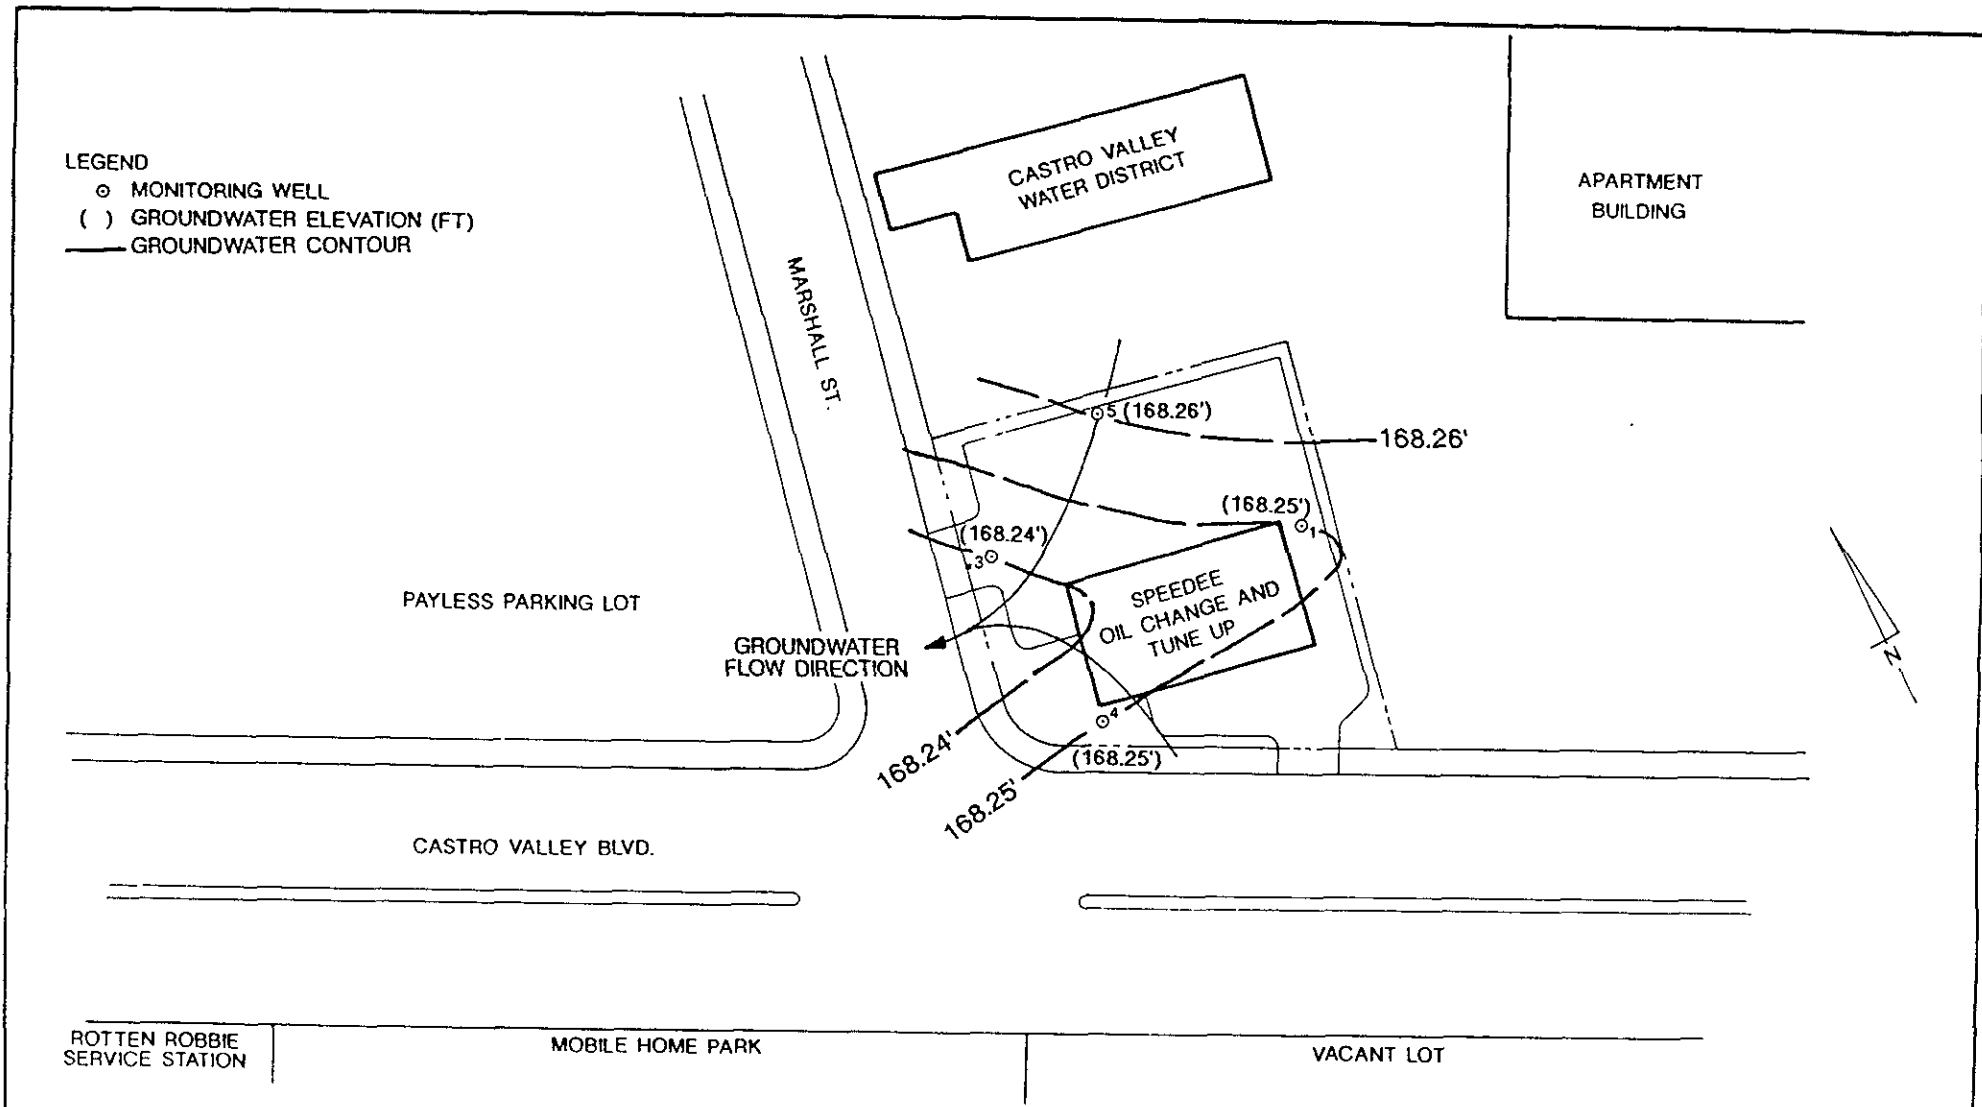 LEGEND
MONITORING WELL
( ) GROUNDWATER ELEVATION (FT)
GROUNDWATER CONTOUR
CASTRO VALLEY
WATER DISTRICT
APARTMENT
BUILDING
MARSHALL ST.
5 (168.26')
168.26'
(168.25')
1
(168.24')
3
PAYLESS PARKING LOT
SPEEDEE
OIL CHANGE AND
TUNE UP
GROUNDWATER
FLOW DIRECTION
N
4
(168.25')
168.24'
168.25'
CASTRO VALLEY BLVD.
ROTTEN ROBBIE
SERVICE STATION
MOBILE HOME PARK
VACANT LOT